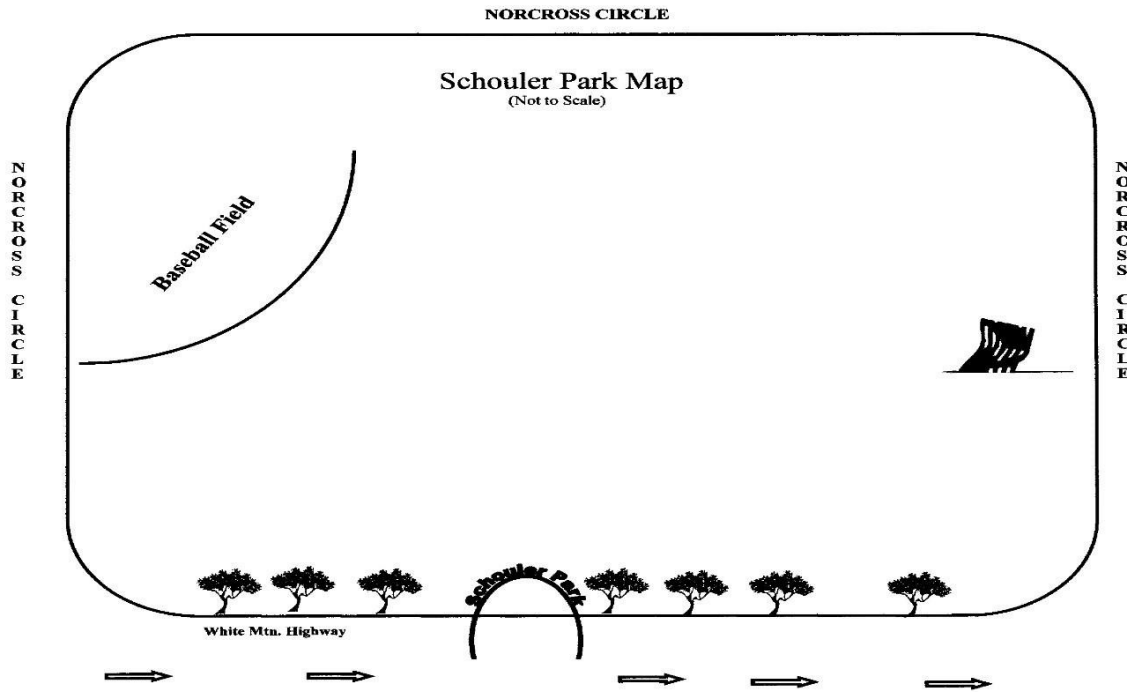 NORCROSS CIRCLE
Schouler Park Map
(Not to Scale)
NORCROSS CIRCLE
Baseball Field
NORCROSS CIRCLE
Schouler Park
White Mtn. Highway